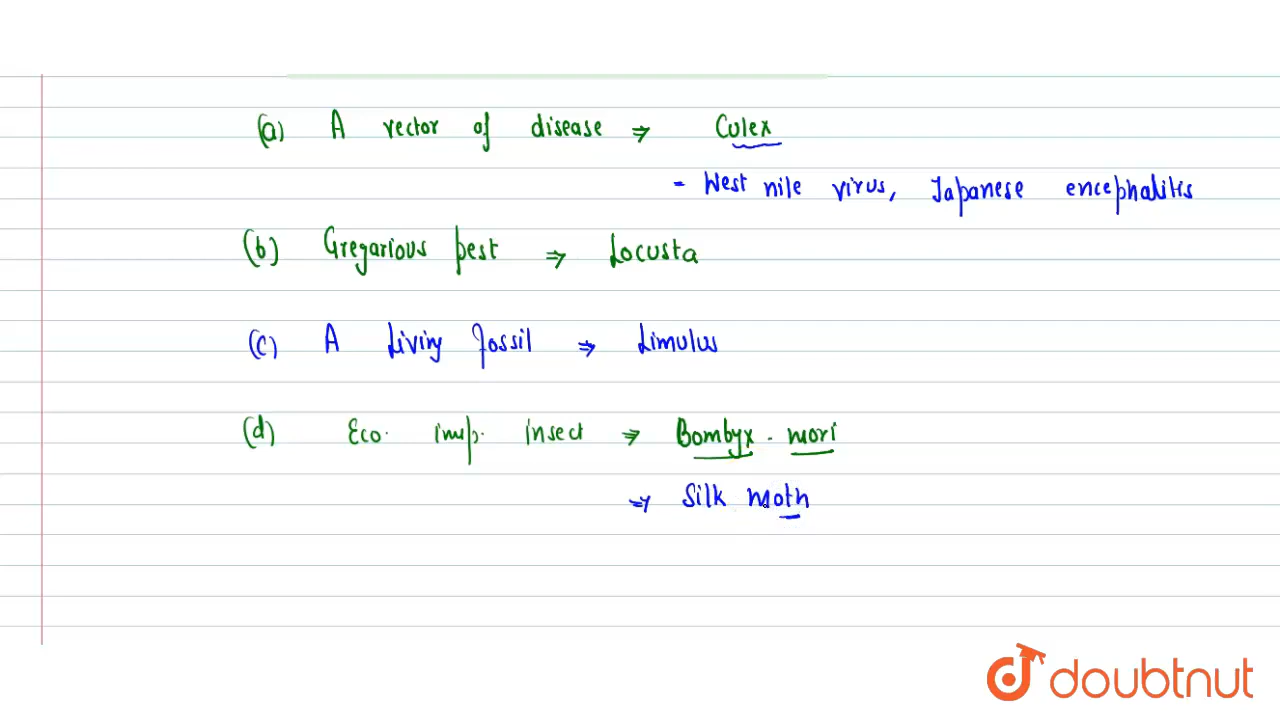 (a) A vector of disease ⇒ Culex
- West nile virus, Japanese encephalitis
(b) Gregarious pest ⇒ Locusta
(c) A Living fossil ⇒ Limulus
(d) Eco. imp. insect ⇒ Bombyx - mori
⇒ Silk moth
doubtnut